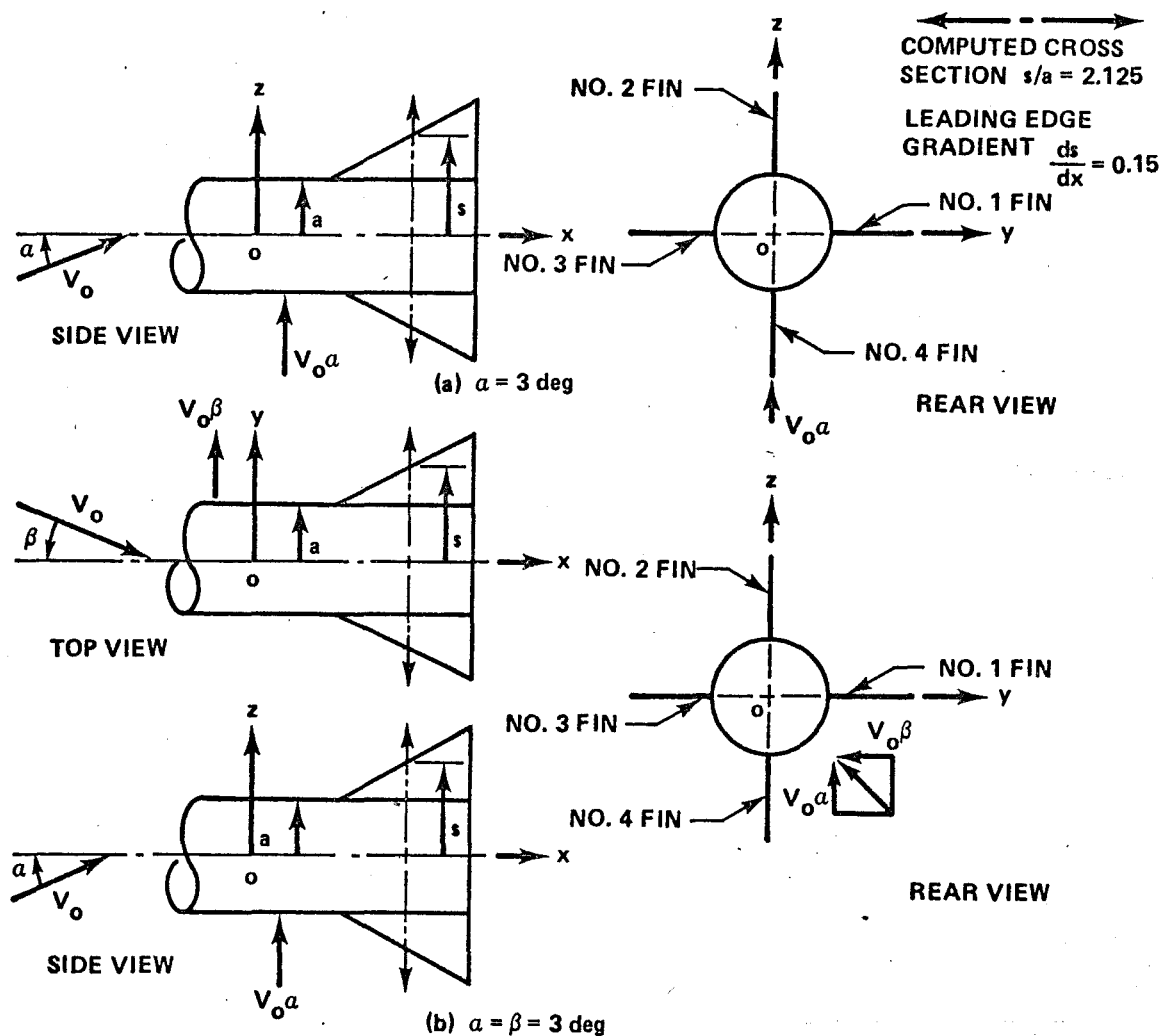 z
a
s
x
o
α
V₀
V₀α
SIDE VIEW
(a) α = 3 deg
z
NO. 2 FIN
NO. 1 FIN
y
o
NO. 3 FIN
NO. 4 FIN
V₀α
REAR VIEW
COMPUTED CROSS
SECTION s/a = 2.125
LEADING EDGE
GRADIENT ds/dx = 0.15
V₀β
y
V₀
β
a
s
x
o
TOP VIEW
z
a
s
x
o
α
V₀
V₀α
SIDE VIEW
(b) α = β = 3 deg
z
NO. 2 FIN
NO. 1 FIN
y
o
NO. 3 FIN
V₀β
V₀α
NO. 4 FIN
REAR VIEW